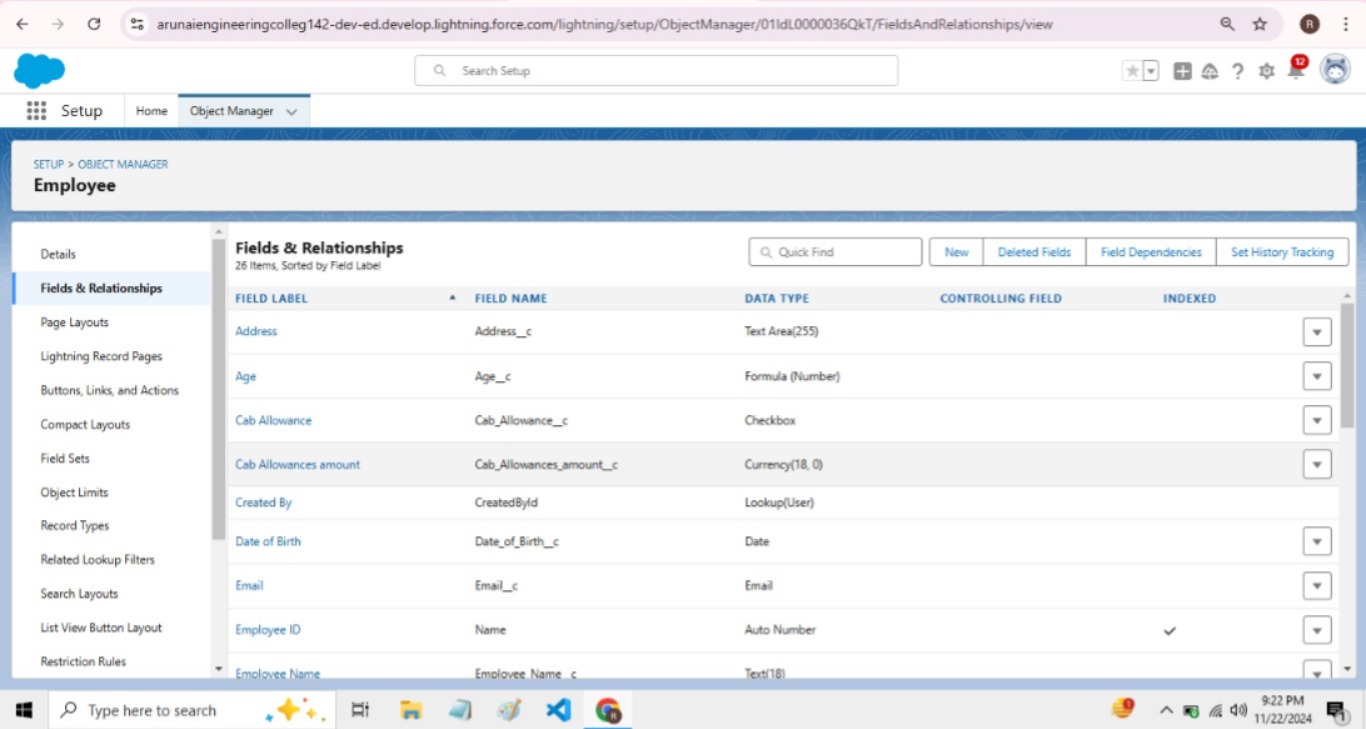 arunaiengineeringcolleg142-dev-ed.develop.lightning.force.com/lightning/setup/ObjectManager/01IdL0000036QkT/FieldsAndRelationships/view
R
Search Setup
12
Setup Home Object Manager
SETUP > OBJECT MANAGER
Employee
Details
Fields & Relationships
Page Layouts
Lightning Record Pages
Buttons, Links, and Actions
Compact Layouts
Field Sets
Object Limits
Record Types
Related Lookup Filters
Search Layouts
List View Button Layout
Restriction Rules
Fields & Relationships
26 Items, Sorted by Field Label
Quick Find New Deleted Fields Field Dependencies Set History Tracking
FIELD LABEL FIELD NAME DATA TYPE CONTROLLING FIELD INDEXED
Address Address__c Text Area(255)
Age Age__c Formula (Number)
Cab Allowance Cab_Allowance__c Checkbox
Cab Allowances amount Cab_Allowances_amount__c Currency(18, 0)
Created By CreatedById Lookup(User)
Date of Birth Date_of_Birth__c Date
Email Email__c Email
Employee ID Name Auto Number
Employee Name Employee_Name__c Text(18)
Type here to search
9:22 PM
11/22/2024
1